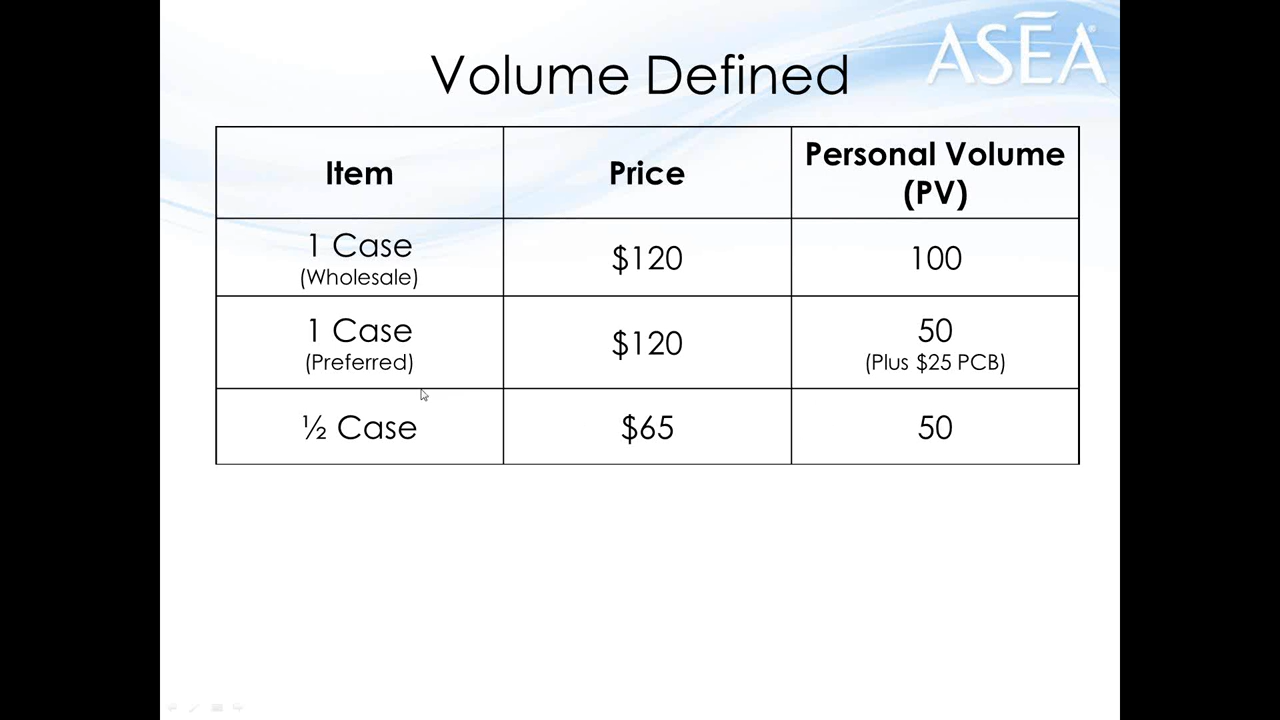 ASĒA
Volume Defined
Item
Price
Personal Volume
(PV)
1 Case
(Wholesale)
$120
100
1 Case
(Preferred)
$120
50
(Plus $25 PCB)
½ Case
$65
50